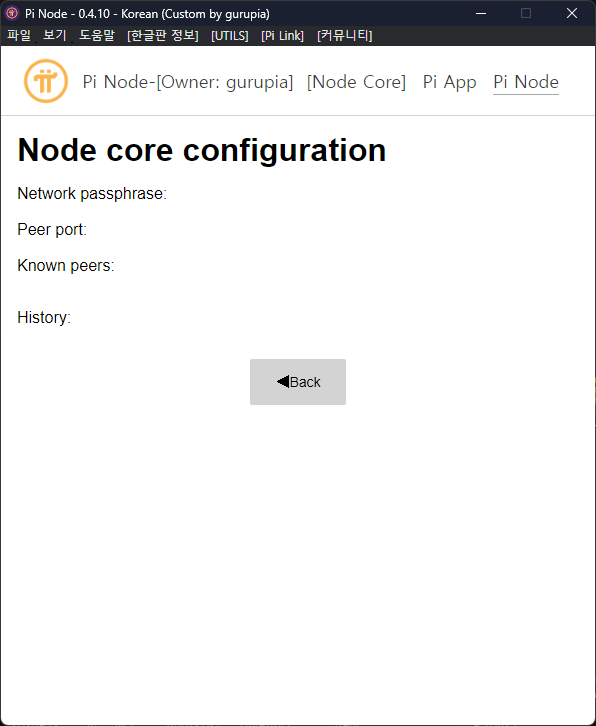 Pi Node - 0.4.10 - Korean (Custom by gurupia)
파일 보기 도움말 [한글판 정보] [UTILS] [Pi Link] [커뮤니티]
Pi Node-[Owner: gurupia] [Node Core] Pi App Pi Node
Node core configuration
Network passphrase:
Peer port:
Known peers:
History:
◀Back